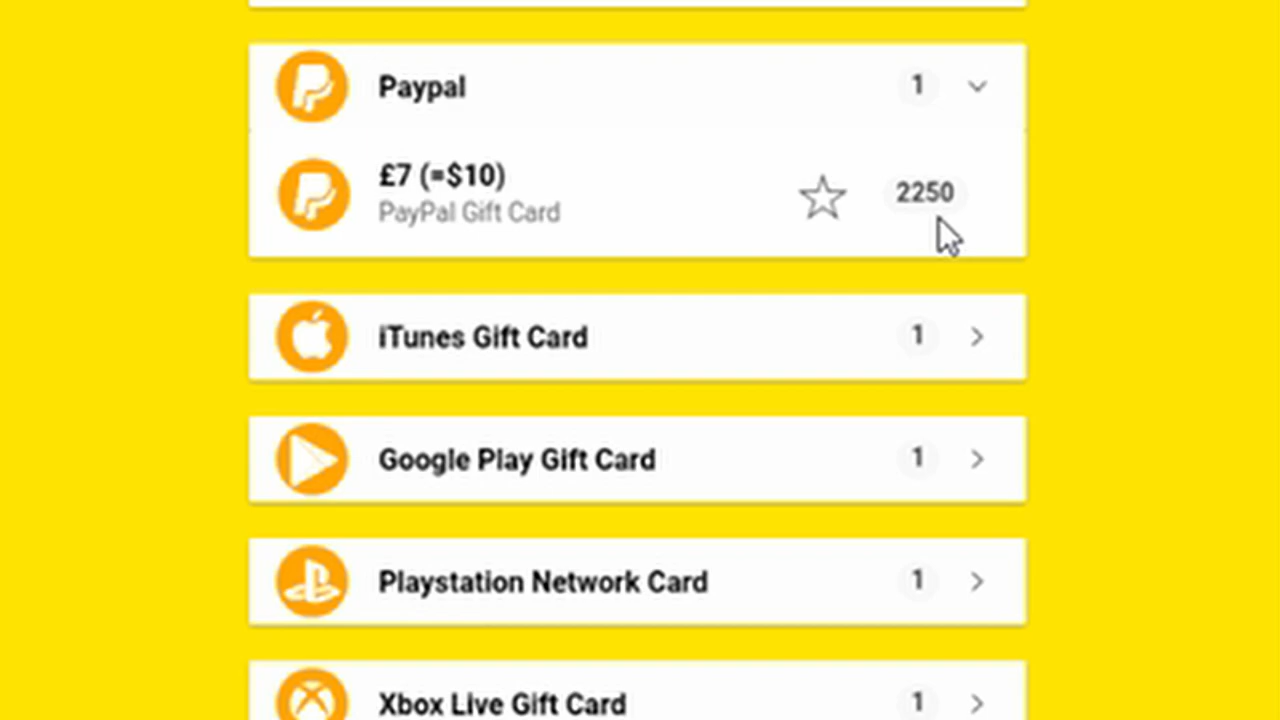 Paypal 1
£7 (=$10)
PayPal Gift Card
2250
iTunes Gift Card 1
Google Play Gift Card 1
Playstation Network Card 1
Xbox Live Gift Card 1